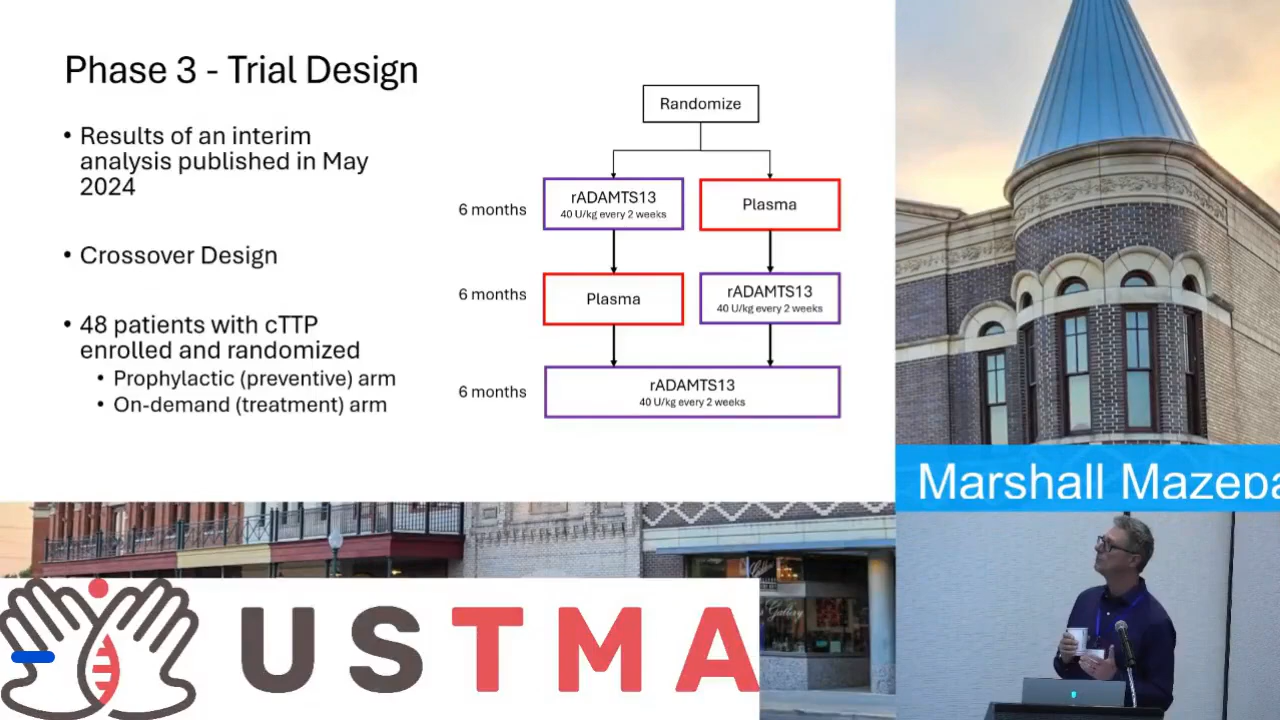 Phase 3 - Trial Design
• Results of an interim
analysis published in May
2024
• Crossover Design
• 48 patients with cTTP
enrolled and randomized
• Prophylactic (preventive) arm
• On-demand (treatment) arm
Randomize
6 months
rADAMTS13
40 U/kg every 2 weeks
Plasma
6 months
Plasma
rADAMTS13
40 U/kg every 2 weeks
6 months
rADAMTS13
40 U/kg every 2 weeks
Marshall Mazepa
Gallery
USTMA